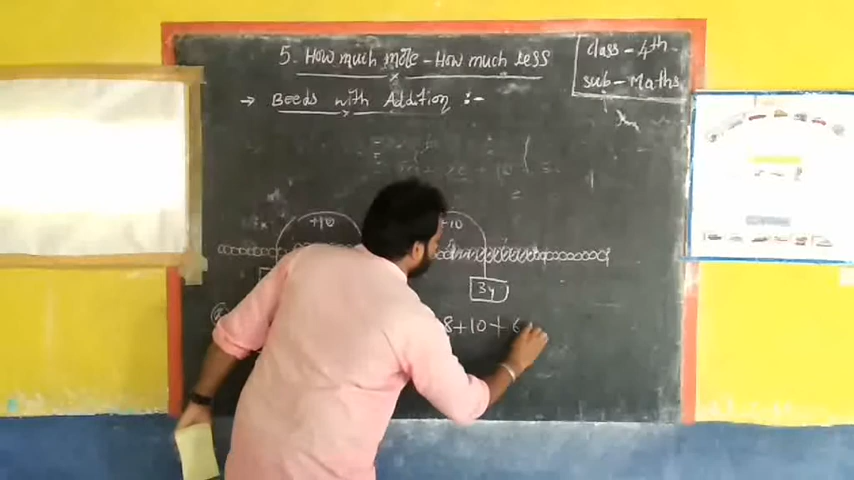 5. How much more - How much less
class - 4th
sub - Maths
→ Beeds with Addition :-
+10
+10
34
8+10+6